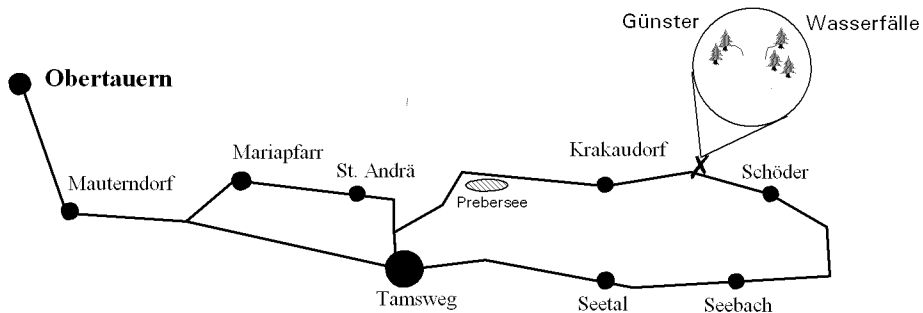 Günster Wasserfälle
Obertauern
Mariapfarr
St. Andrä
Krakaudorf
Mauterndorf
Schöder
Prebersee
Tamsweg
Seetal
Seebach